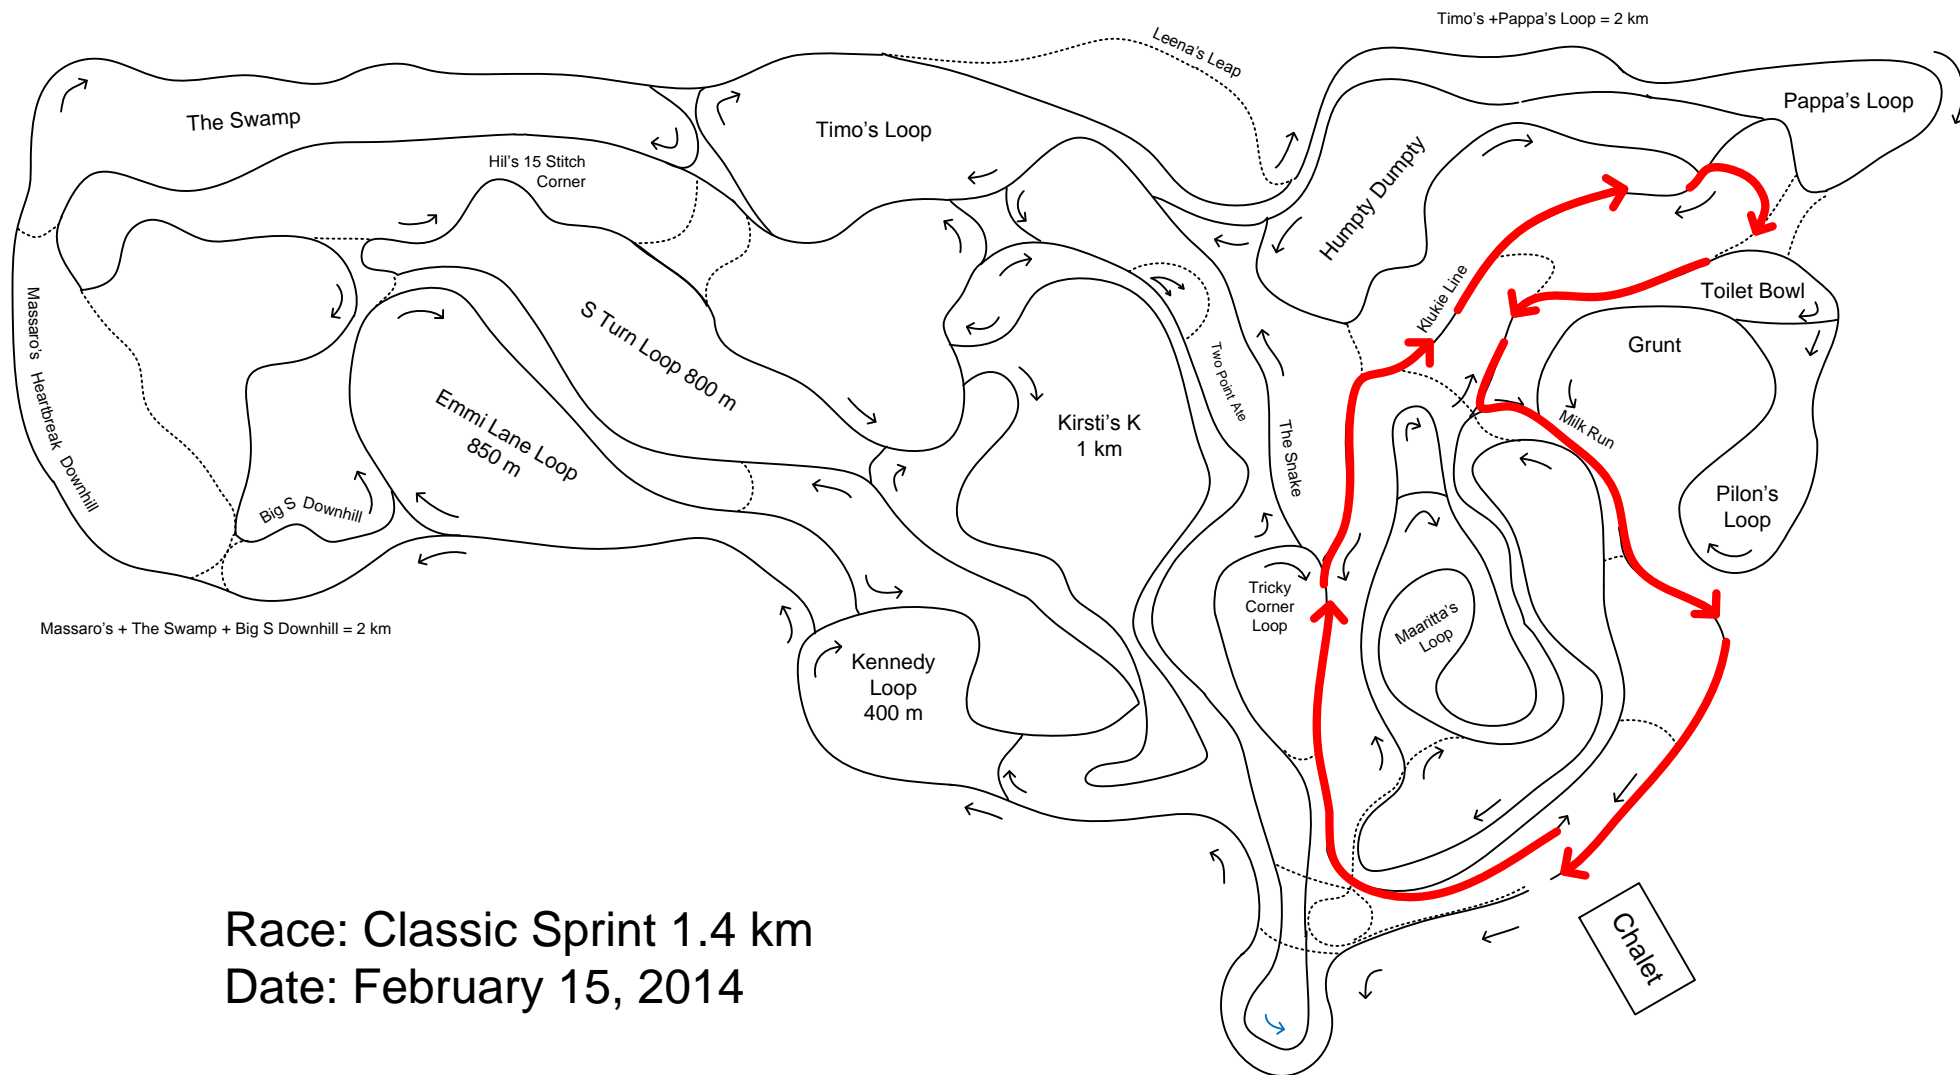 Timo's +Pappa's Loop = 2 km
Leena's Leap
Pappa's Loop
The Swamp
Timo's Loop
Hil's 15 Stitch
Corner
Humpty Dumpty
Klukie Line
Toilet Bowl
Grunt
Massaro's Heartbreak Downhill
S Turn Loop 800 m
Two Point Ate
Emmi Lane Loop
850 m
Kirsti's K
1 km
The Snake
Milk Run
Pilon's
Loop
Big S Downhill
Tricky
Corner
Loop
Maaritta's
Loop
Massaro's + The Swamp + Big S Downhill = 2 km
Kennedy
Loop
400 m
Race: Classic Sprint 1.4 km
Date: February 15, 2014
Chalet